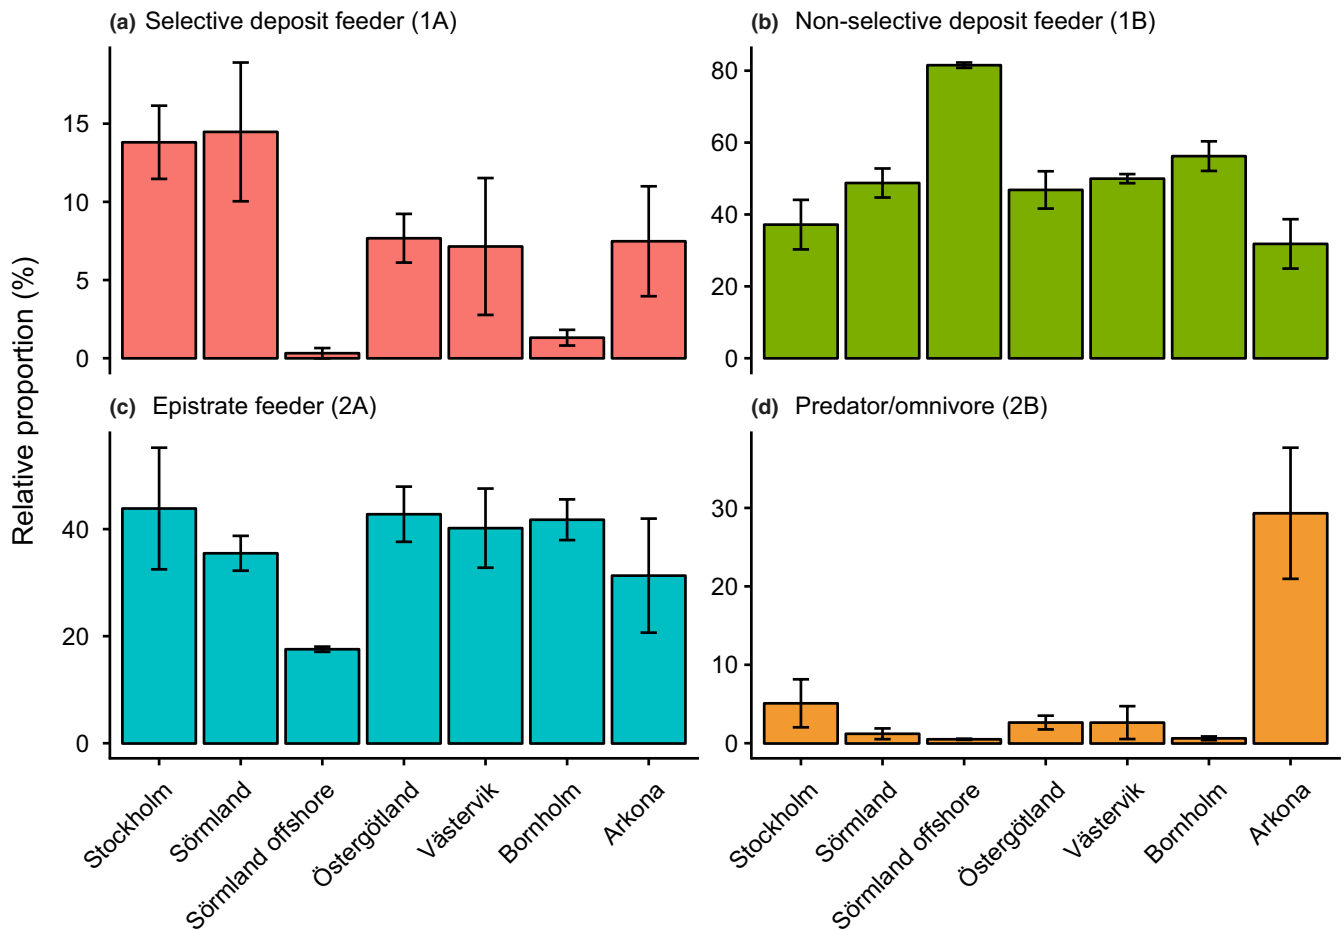 (a) Selective deposit feeder (1A)
15
10
5
0
(b) Non-selective deposit feeder (1B)
80
60
40
20
0
Relative proportion (%)
(c) Epistrate feeder (2A)
40
20
0
(d) Predator/omnivore (2B)
30
20
10
0
Stockholm
Sörmland
Sörmland offshore
Östergötland
Västervik
Bornholm
Arkona
Stockholm
Sörmland
Sörmland offshore
Östergötland
Västervik
Bornholm
Arkona